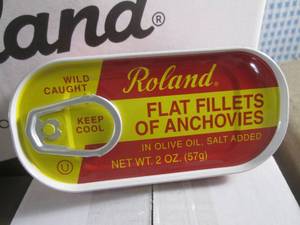 land®
WILD
CAUGHT
Roland®
KEEP
COOL
FLAT FILLETS
OF ANCHOVIES
IN OLIVE OIL, SALT ADDED
NET WT. 2 OZ. (57g)
U